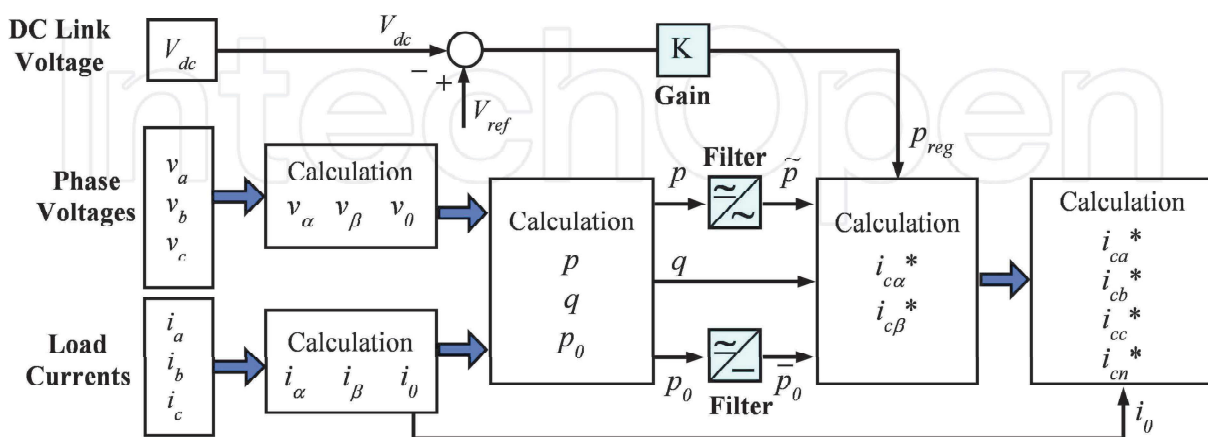 IntechOpen
DC Link
Voltage
V_dc
V_dc
−
+
V_ref
K
Gain
p_reg
Phase
Voltages
v_a
v_b
v_c
Calculation
v_α v_β v_0
Load
Currents
i_a
i_b
i_c
Calculation
i_α i_β i_0
Calculation
p
q
p_0
p
Filter
p̃
q
p_0
Filter
p̄_0
Calculation
i_cα*
i_cβ*
Calculation
i_ca*
i_cb*
i_cc*
i_cn*
i_0